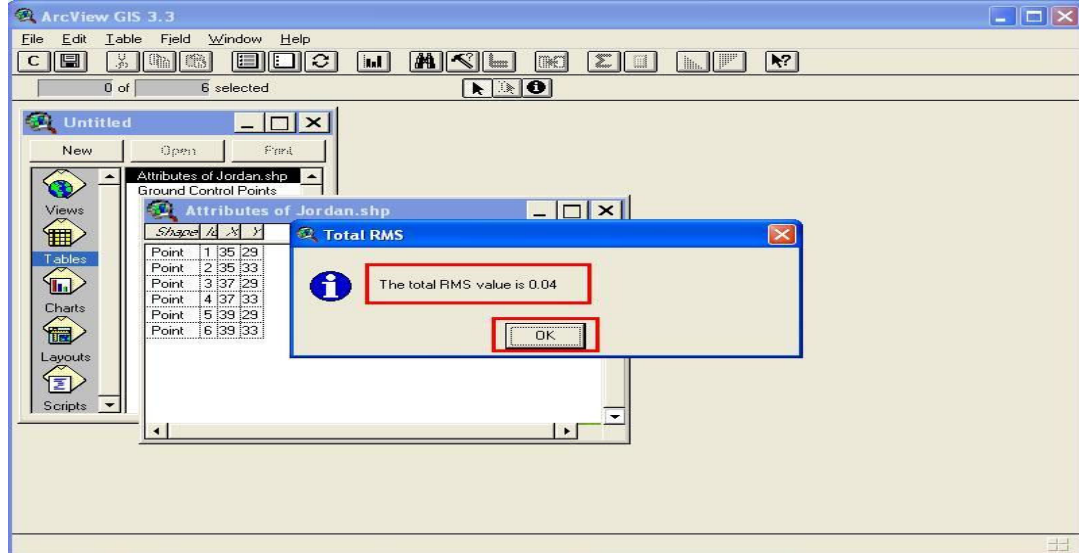 ArcView GIS 3.3
File Edit Table Field Window Help
C
0 of 6 selected
Untitled
New Open Print
Views
Tables
Charts
Layouts
Scripts
Attributes of Jordan.shp
Ground Control Points
Attributes of Jordan.shp
Shape Id X Y
Point 1 35 29
Point 2 35 33
Point 3 37 29
Point 4 37 33
Point 5 39 29
Point 6 39 33
Total RMS
The total RMS value is 0.04
OK